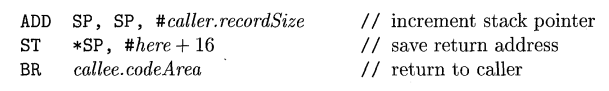 ADD SP, SP, #caller.recordSize // increment stack pointer
ST *SP, #here + 16 // save return address
BR callee.codeArea // return to caller